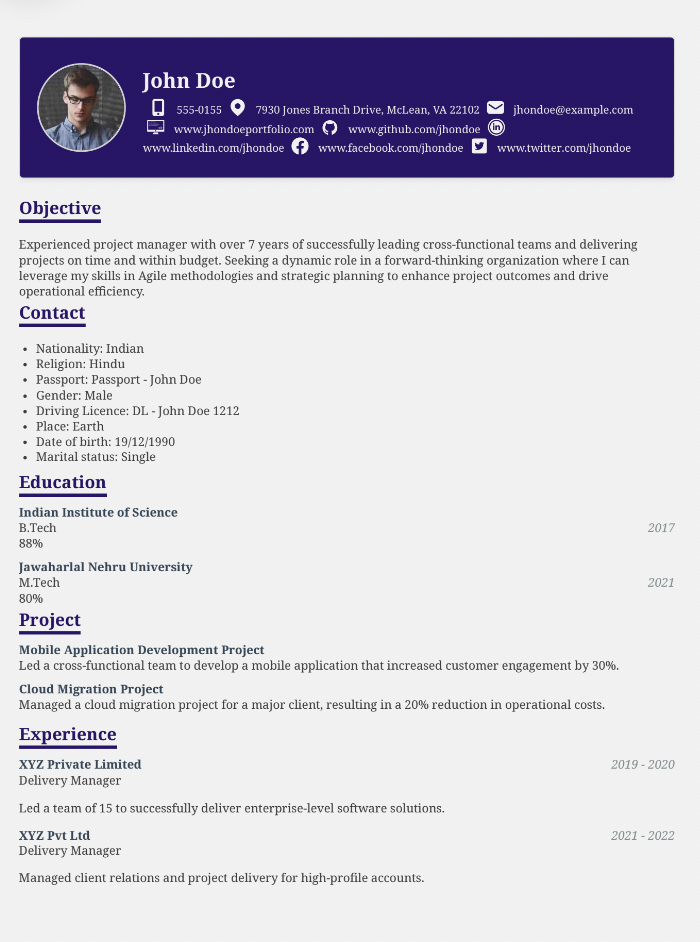 John Doe
555-0155 7930 Jones Branch Drive, McLean, VA 22102 jhondoe@example.com
www.jhondoeportfolio.com www.github.com/jhondoe
www.linkedin.com/jhondoe www.facebook.com/jhondoe www.twitter.com/jhondoe
Objective
Experienced project manager with over 7 years of successfully leading cross-functional teams and delivering
projects on time and within budget. Seeking a dynamic role in a forward-thinking organization where I can
leverage my skills in Agile methodologies and strategic planning to enhance project outcomes and drive
operational efficiency.
Contact
• Nationality: Indian
• Religion: Hindu
• Passport: Passport - John Doe
• Gender: Male
• Driving Licence: DL - John Doe 1212
• Place: Earth
• Date of birth: 19/12/1990
• Marital status: Single
Education
Indian Institute of Science
B.Tech 2017
88%
Jawaharlal Nehru University
M.Tech 2021
80%
Project
Mobile Application Development Project
Led a cross-functional team to develop a mobile application that increased customer engagement by 30%.
Cloud Migration Project
Managed a cloud migration project for a major client, resulting in a 20% reduction in operational costs.
Experience
XYZ Private Limited 2019 - 2020
Delivery Manager
Led a team of 15 to successfully deliver enterprise-level software solutions.
XYZ Pvt Ltd 2021 - 2022
Delivery Manager
Managed client relations and project delivery for high-profile accounts.